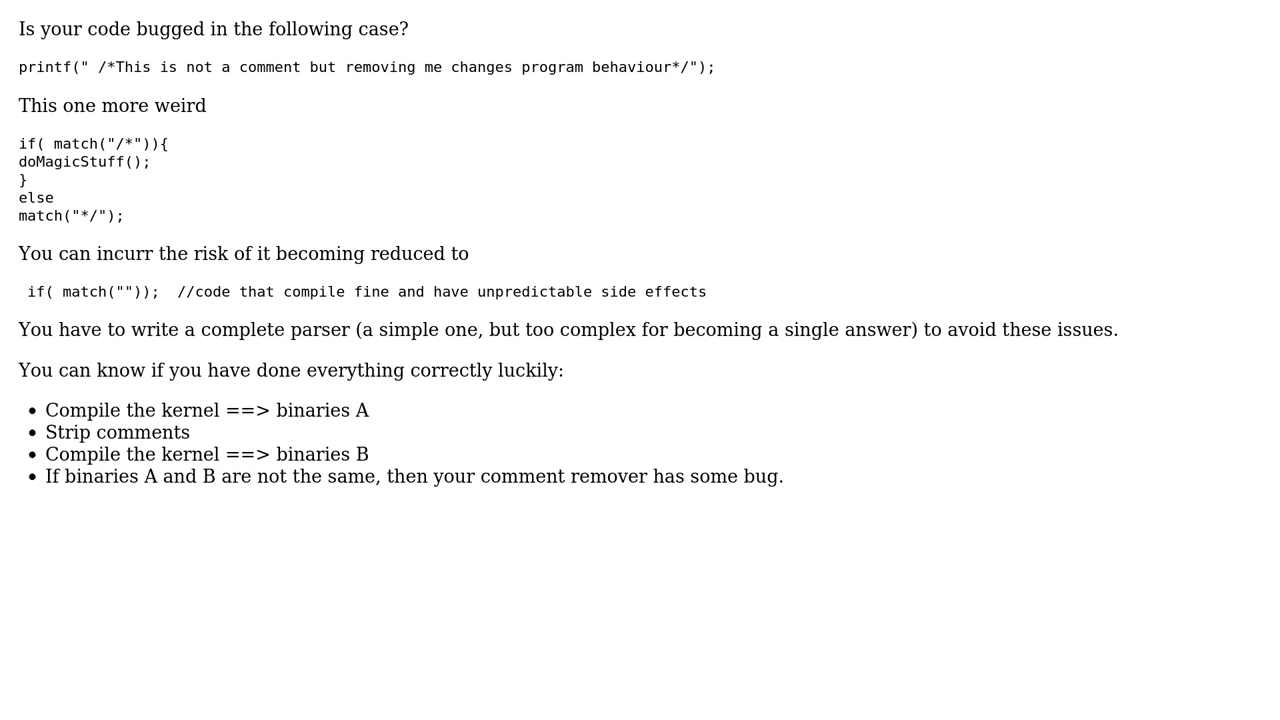 Is your code bugged in the following case?
printf(" /*This is not a comment but removing me changes program behaviour*/");
This one more weird
if( match("/*")){
doMagicStuff();
}
else
match("*/");
You can incurr the risk of it becoming reduced to
if( match(""));  //code that compile fine and have unpredictable side effects
You have to write a complete parser (a simple one, but too complex for becoming a single answer) to avoid these issues.
You can know if you have done everything correctly luckily:
• Compile the kernel ==> binaries A
• Strip comments
• Compile the kernel ==> binaries B
• If binaries A and B are not the same, then your comment remover has some bug.